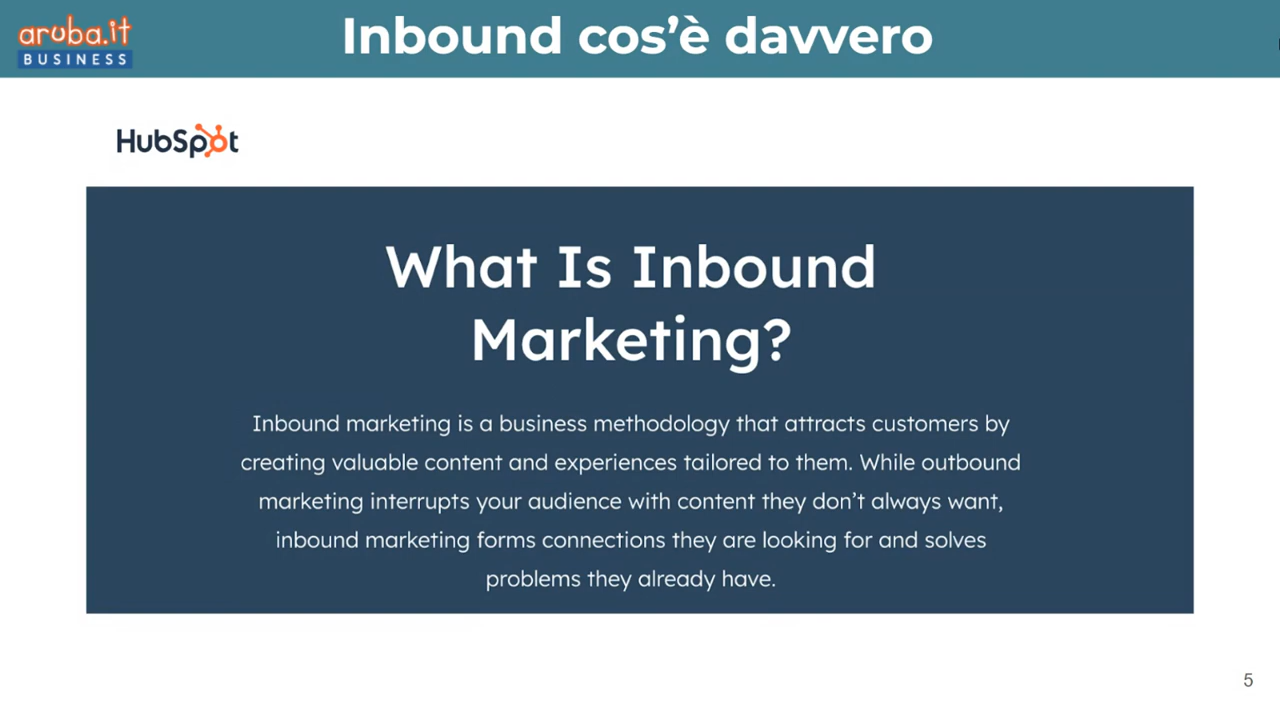 aruba.it
BUSINESS
Inbound cos’è davvero
HubSpot
What Is Inbound
Marketing?
Inbound marketing is a business methodology that attracts customers by
creating valuable content and experiences tailored to them. While outbound
marketing interrupts your audience with content they don’t always want,
inbound marketing forms connections they are looking for and solves
problems they already have.
5